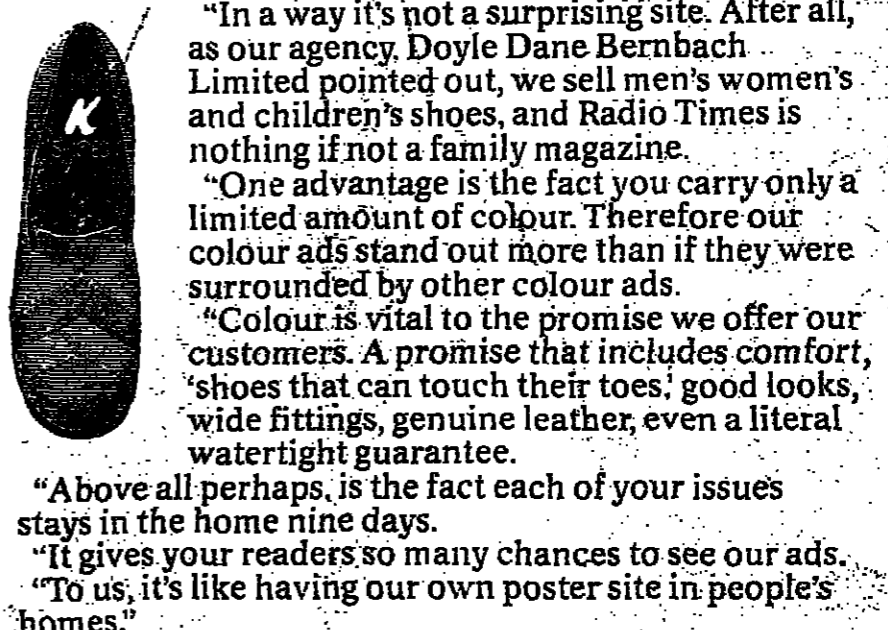 K
"In a way it's not a surprising site. After all,
as our agency, Doyle Dane Bernbach
Limited pointed out, we sell men's women's
and children's shoes, and Radio Times is
nothing if not a family magazine.
"One advantage is the fact you carry only a
limited amount of colour. Therefore our
colour ads stand out more than if they were
surrounded by other colour ads.
"Colour is vital to the promise we offer our
customers. A promise that includes comfort,
'shoes that can touch their toes,' good looks,
wide fittings, genuine leather, even a literal
watertight guarantee.
"Above all perhaps, is the fact each of your issues
stays in the home nine days.
"It gives your readers so many chances to see our ads.
"To us, it's like having our own poster site in people's
homes."